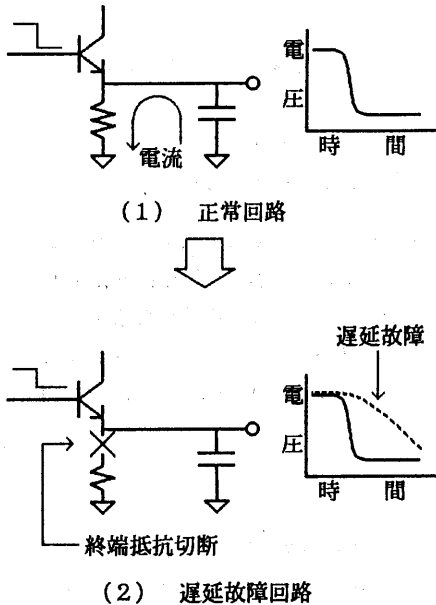 電圧
時間
電流
(1) 正常回路
遅延故障
電圧
時間
終端抵抗切断
(2) 遅延故障回路